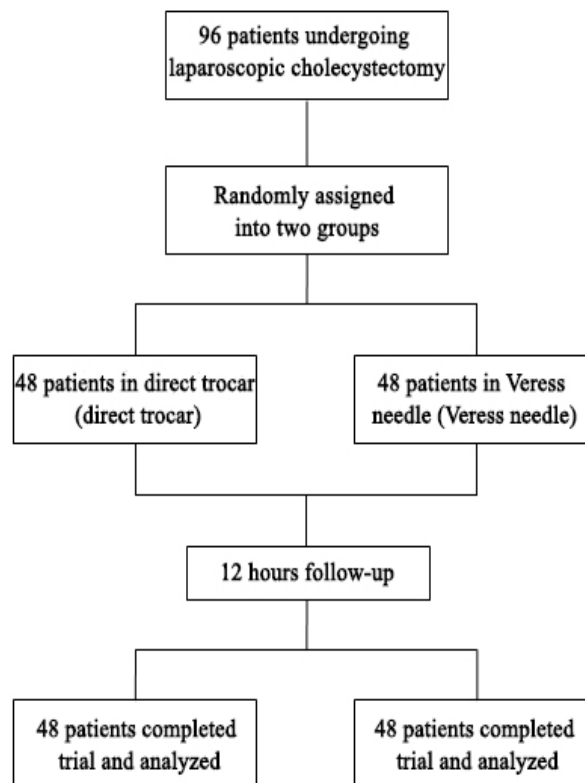 96 patients undergoing
laparoscopic cholecystectomy
Randomly assigned
into two groups
48 patients in direct trocar
(direct trocar)
48 patients in Veress
needle (Veress needle)
12 hours follow-up
48 patients completed
trial and analyzed
48 patients completed
trial and analyzed